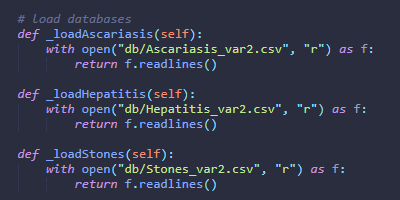 # load databases
def _loadAscariasis(self):
    with open("db/Ascariasis_var2.csv", "r") as f:
        return f.readlines()

def _loadHepatitis(self):
    with open("db/Hepatitis_var2.csv", "r") as f:
        return f.readlines()

def _loadStones(self):
    with open("db/Stones_var2.csv", "r") as f:
        return f.readlines()